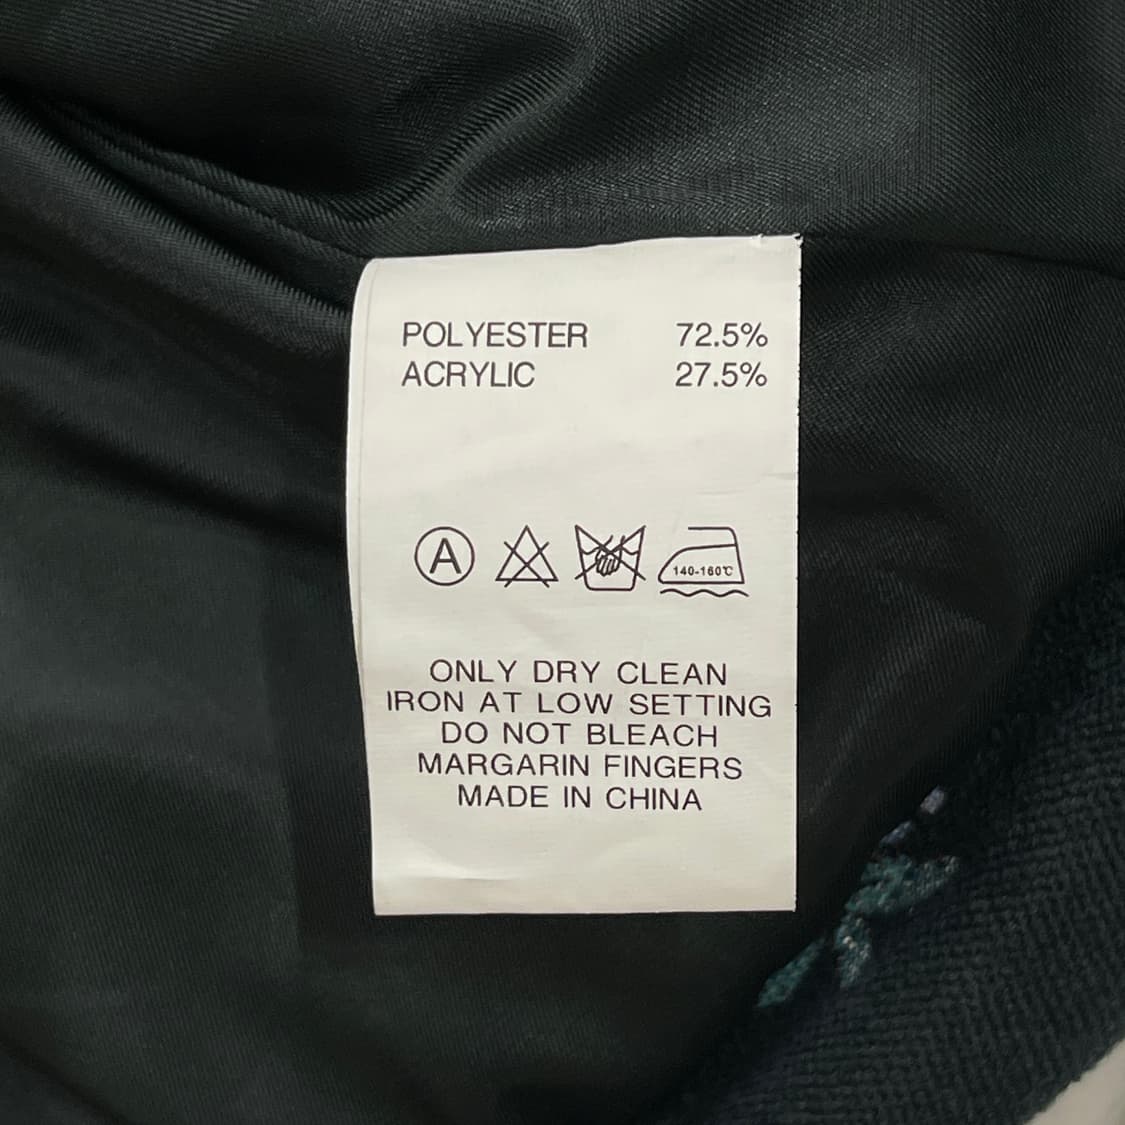 POLYESTER 72.5%
ACRYLIC 27.5%
A 140-160℃
ONLY DRY CLEAN
IRON AT LOW SETTING
DO NOT BLEACH
MARGARIN FINGERS
MADE IN CHINA